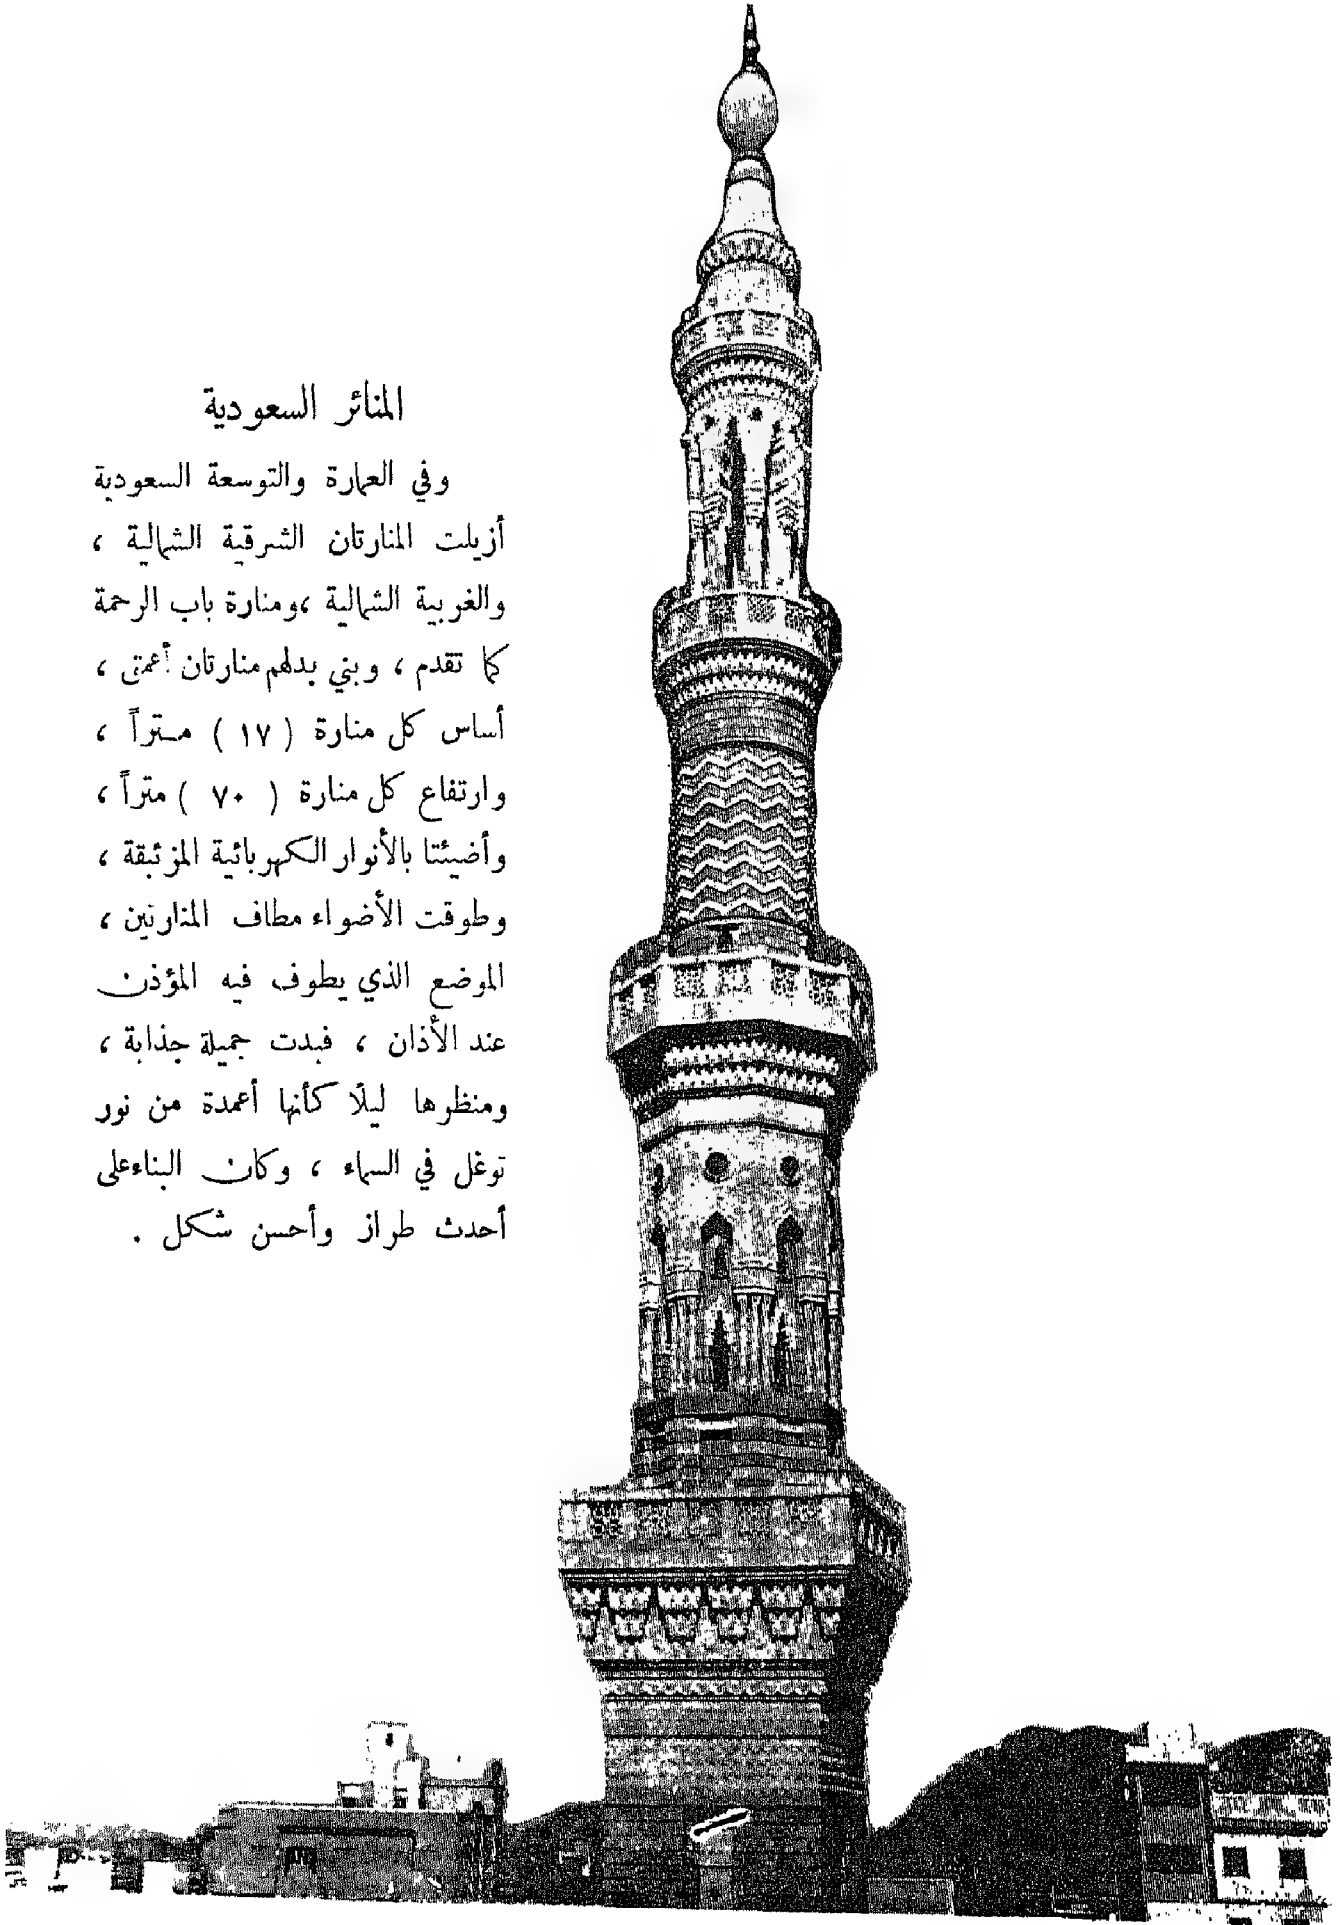 المنائر السعودية
وفي العمارة والتوسعة السعودية
أزيلت المنارتان الشرقية الشمالية ،
والغربية الشمالية ،ومنارة باب الرحمة
كما تقدم ، وبني بدلهم منارتان أعمق ،
أساس كل منارة ( ١٧ ) متراً ،
وارتفاع كل منارة ( ٧٠ ) متراً ،
وأضيئتا بالأنوار الكهربائية المزئبقة ،
وطوقت الأضواء مطاف المنارتين ،
الموضع الذي يطوف فيه المؤذن
عند الأذان ، فبدت جميلة جذابة ،
ومنظرها ليلًا كأنها أعمدة من نور
توغل في السماء ، وكان البناءعلى
أحدث طراز وأحسن شكل .